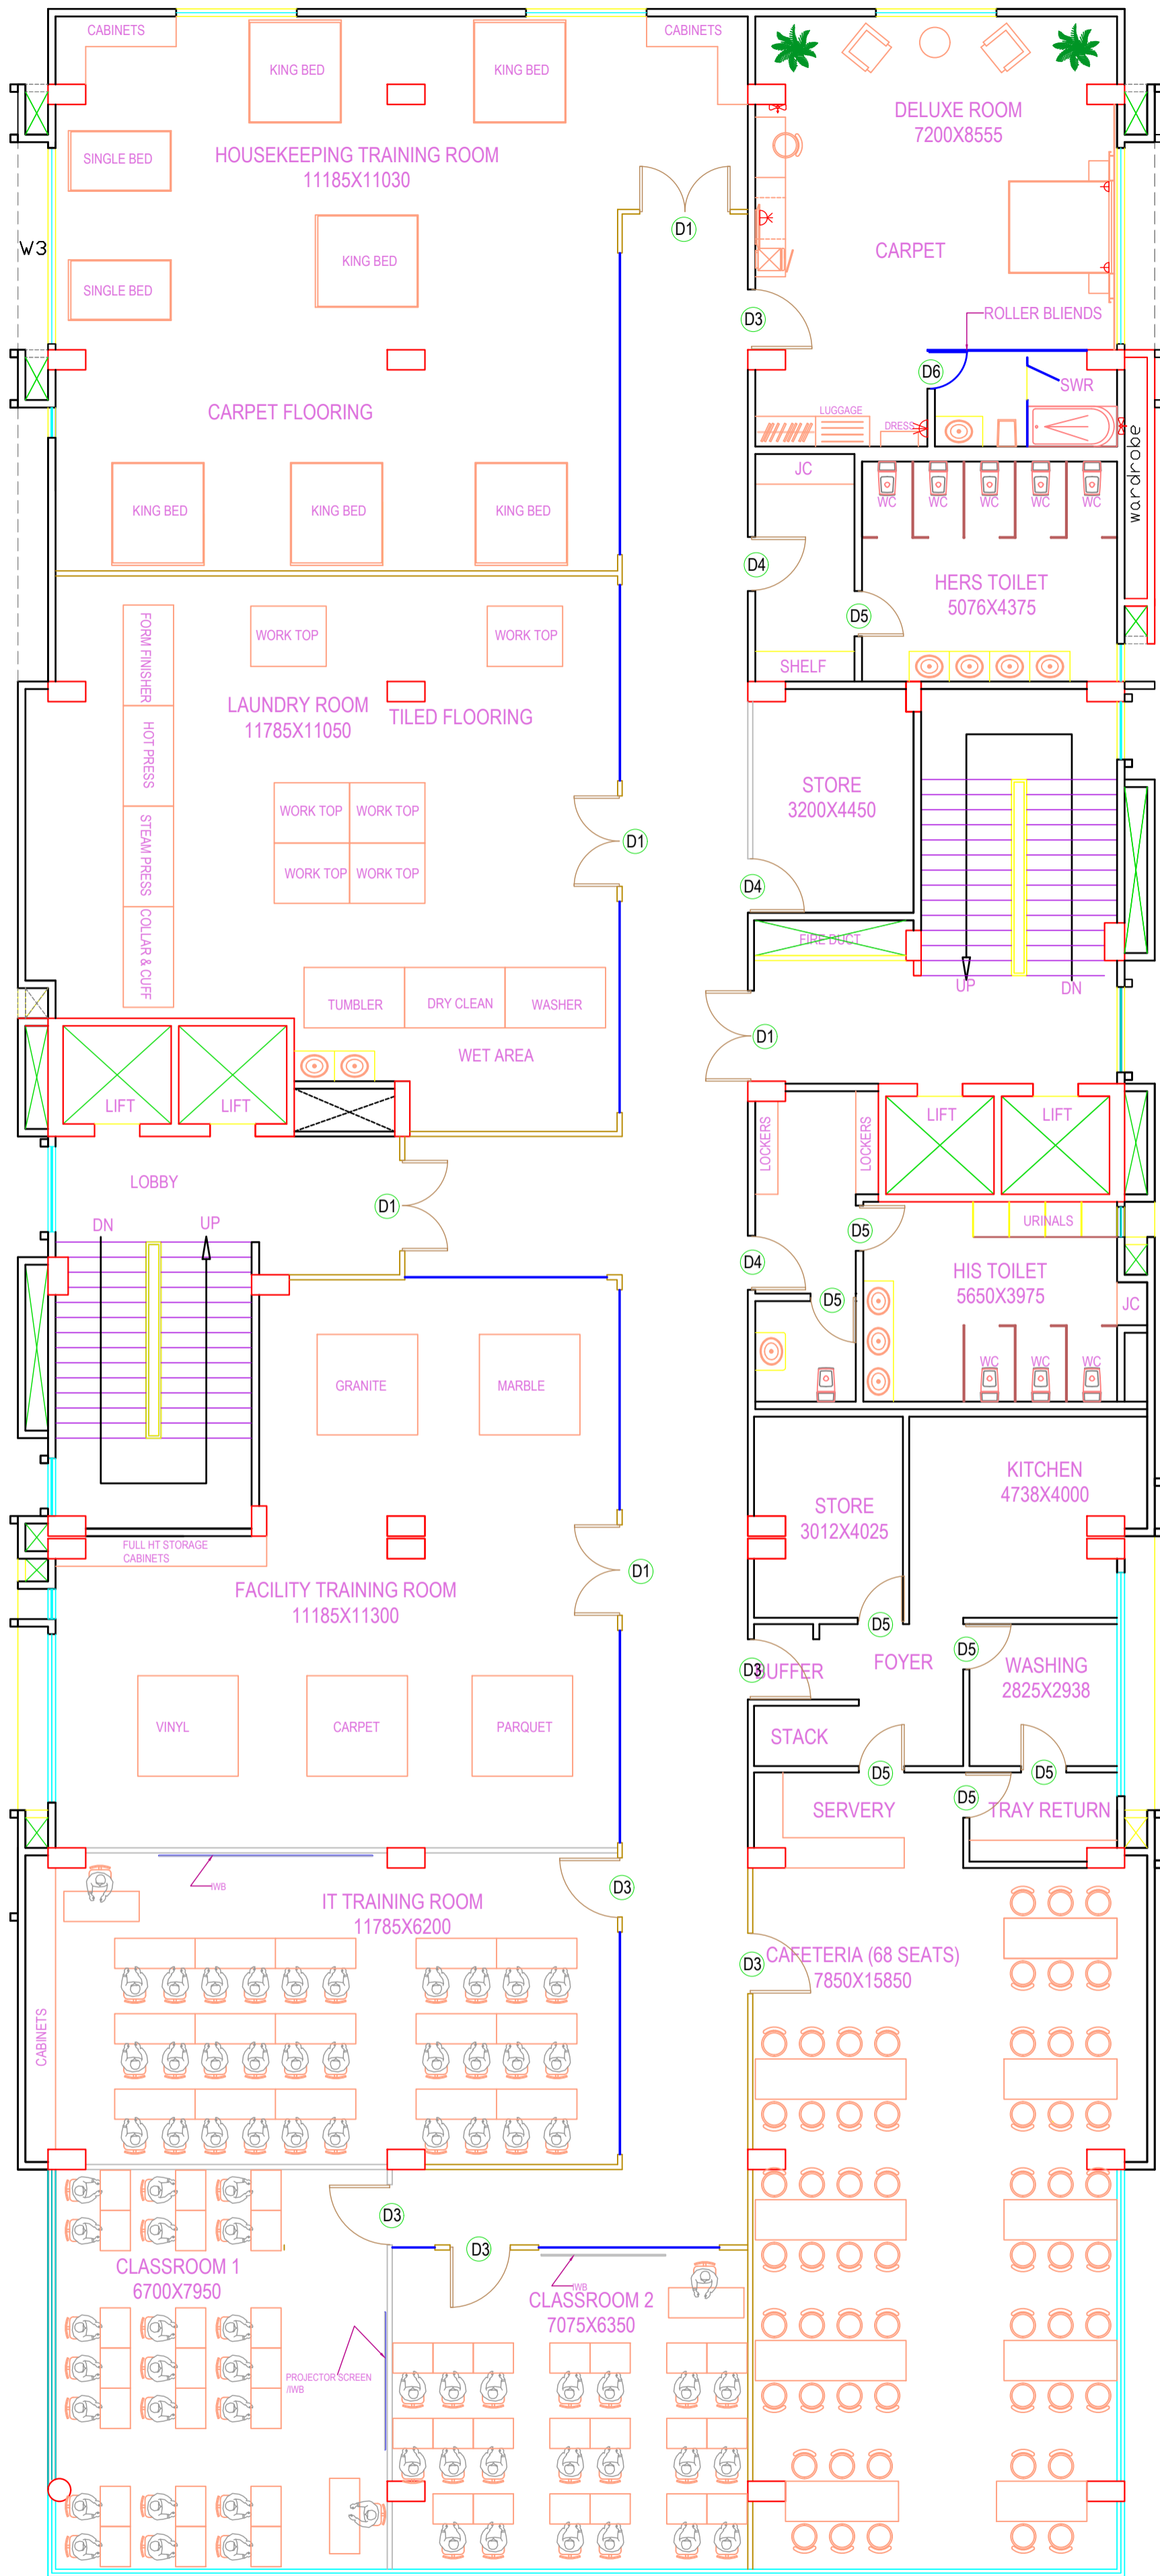 CABINETS
KING BED
KING BED
CABINETS
DELUXE ROOM
7200X8555
SINGLE BED
HOUSEKEEPING TRAINING ROOM
11185X11030
D1
W3
KING BED
CARPET
SINGLE BED
D3
ROLLER BLIENDS
D6
SWR
CARPET FLOORING
LUGGAGE
DRESS
wardrobe
JC
WC
WC
WC
WC
WC
KING BED
KING BED
KING BED
D4
HERS TOILET
5076X4375
D5
FORM FINISHER
WORK TOP
WORK TOP
SHELF
LAUNDRY ROOM
11785X11050
TILED FLOORING
HOT PRESS
STORE
3200X4450
WORK TOP
WORK TOP
STEAM PRESS
D1
WORK TOP
WORK TOP
D4
COLLAR & CUFF
FIRE DUCT
UP
DN
TUMBLER
DRY CLEAN
WASHER
WET AREA
D1
LIFT
LIFT
LIFT
LIFT
LOCKERS
LOCKERS
LOBBY
D1
DN
UP
URINALS
D5
D4
HIS TOILET
5650X3975
D5
JC
WC
WC
WC
GRANITE
MARBLE
KITCHEN
4738X4000
STORE
3012X4025
FULL HT STORAGE
CABINETS
D1
FACILITY TRAINING ROOM
11185X11300
D5
D5
D3
BUFFER
FOYER
WASHING
2825X2938
VINYL
CARPET
PARQUET
STACK
D5
D5
D5
SERVERY
TRAY RETURN
IWB
D3
IT TRAINING ROOM
11785X6200
D3
CAFETERIA (68 SEATS)
7850X15850
CABINETS
D3
D3
CLASSROOM 1
6700X7950
IWB
CLASSROOM 2
7075X6350
PROJECTOR SCREEN
/IWB